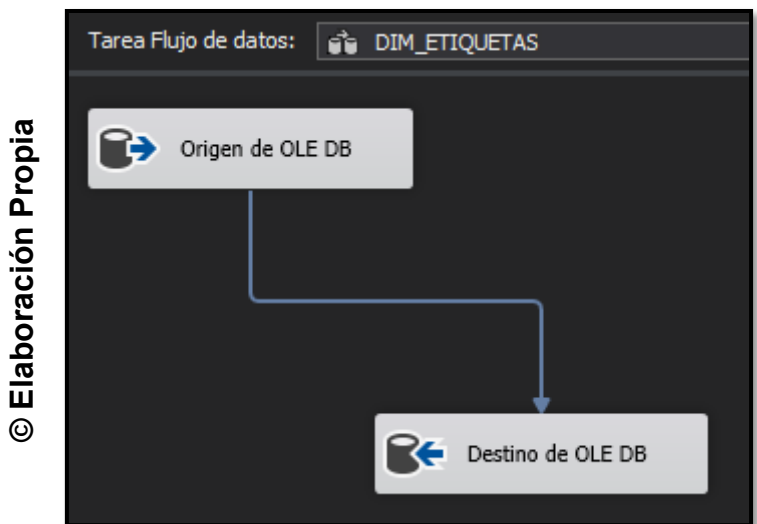 Tarea Flujo de datos: DIM_ETIQUETAS
Origen de OLE DB
Destino de OLE DB
© Elaboración Propia